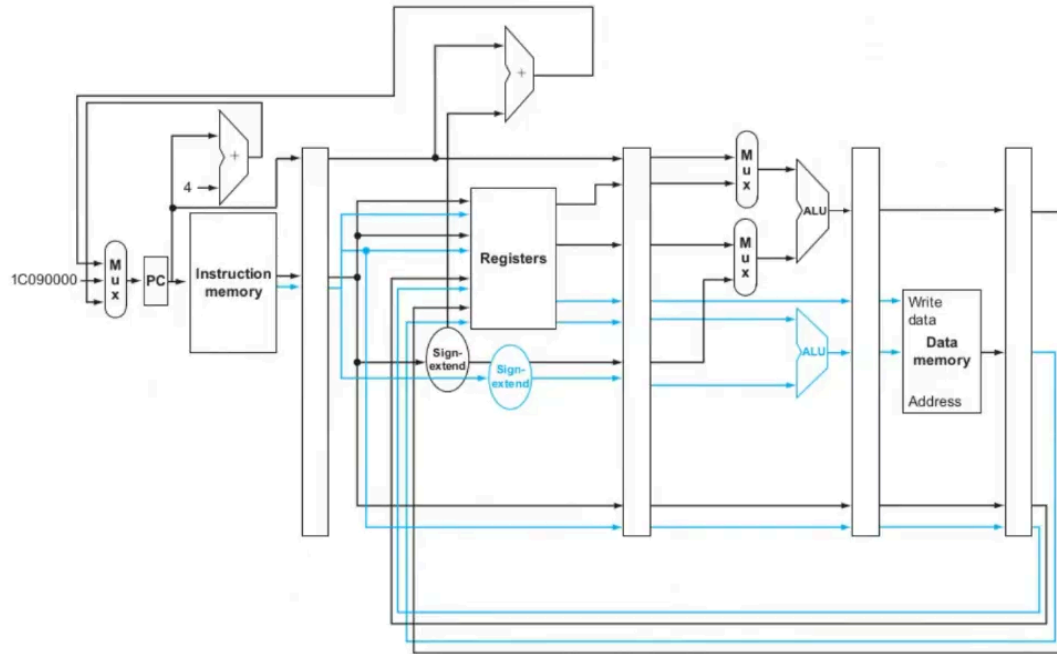 +
+
4
M
u
x
ALU
M
u
x
PC
Instruction
memory
Registers
1C090000
M
u
x
Write
data
Data
memory
Address
Sign-
extend
Sign-
extend
ALU